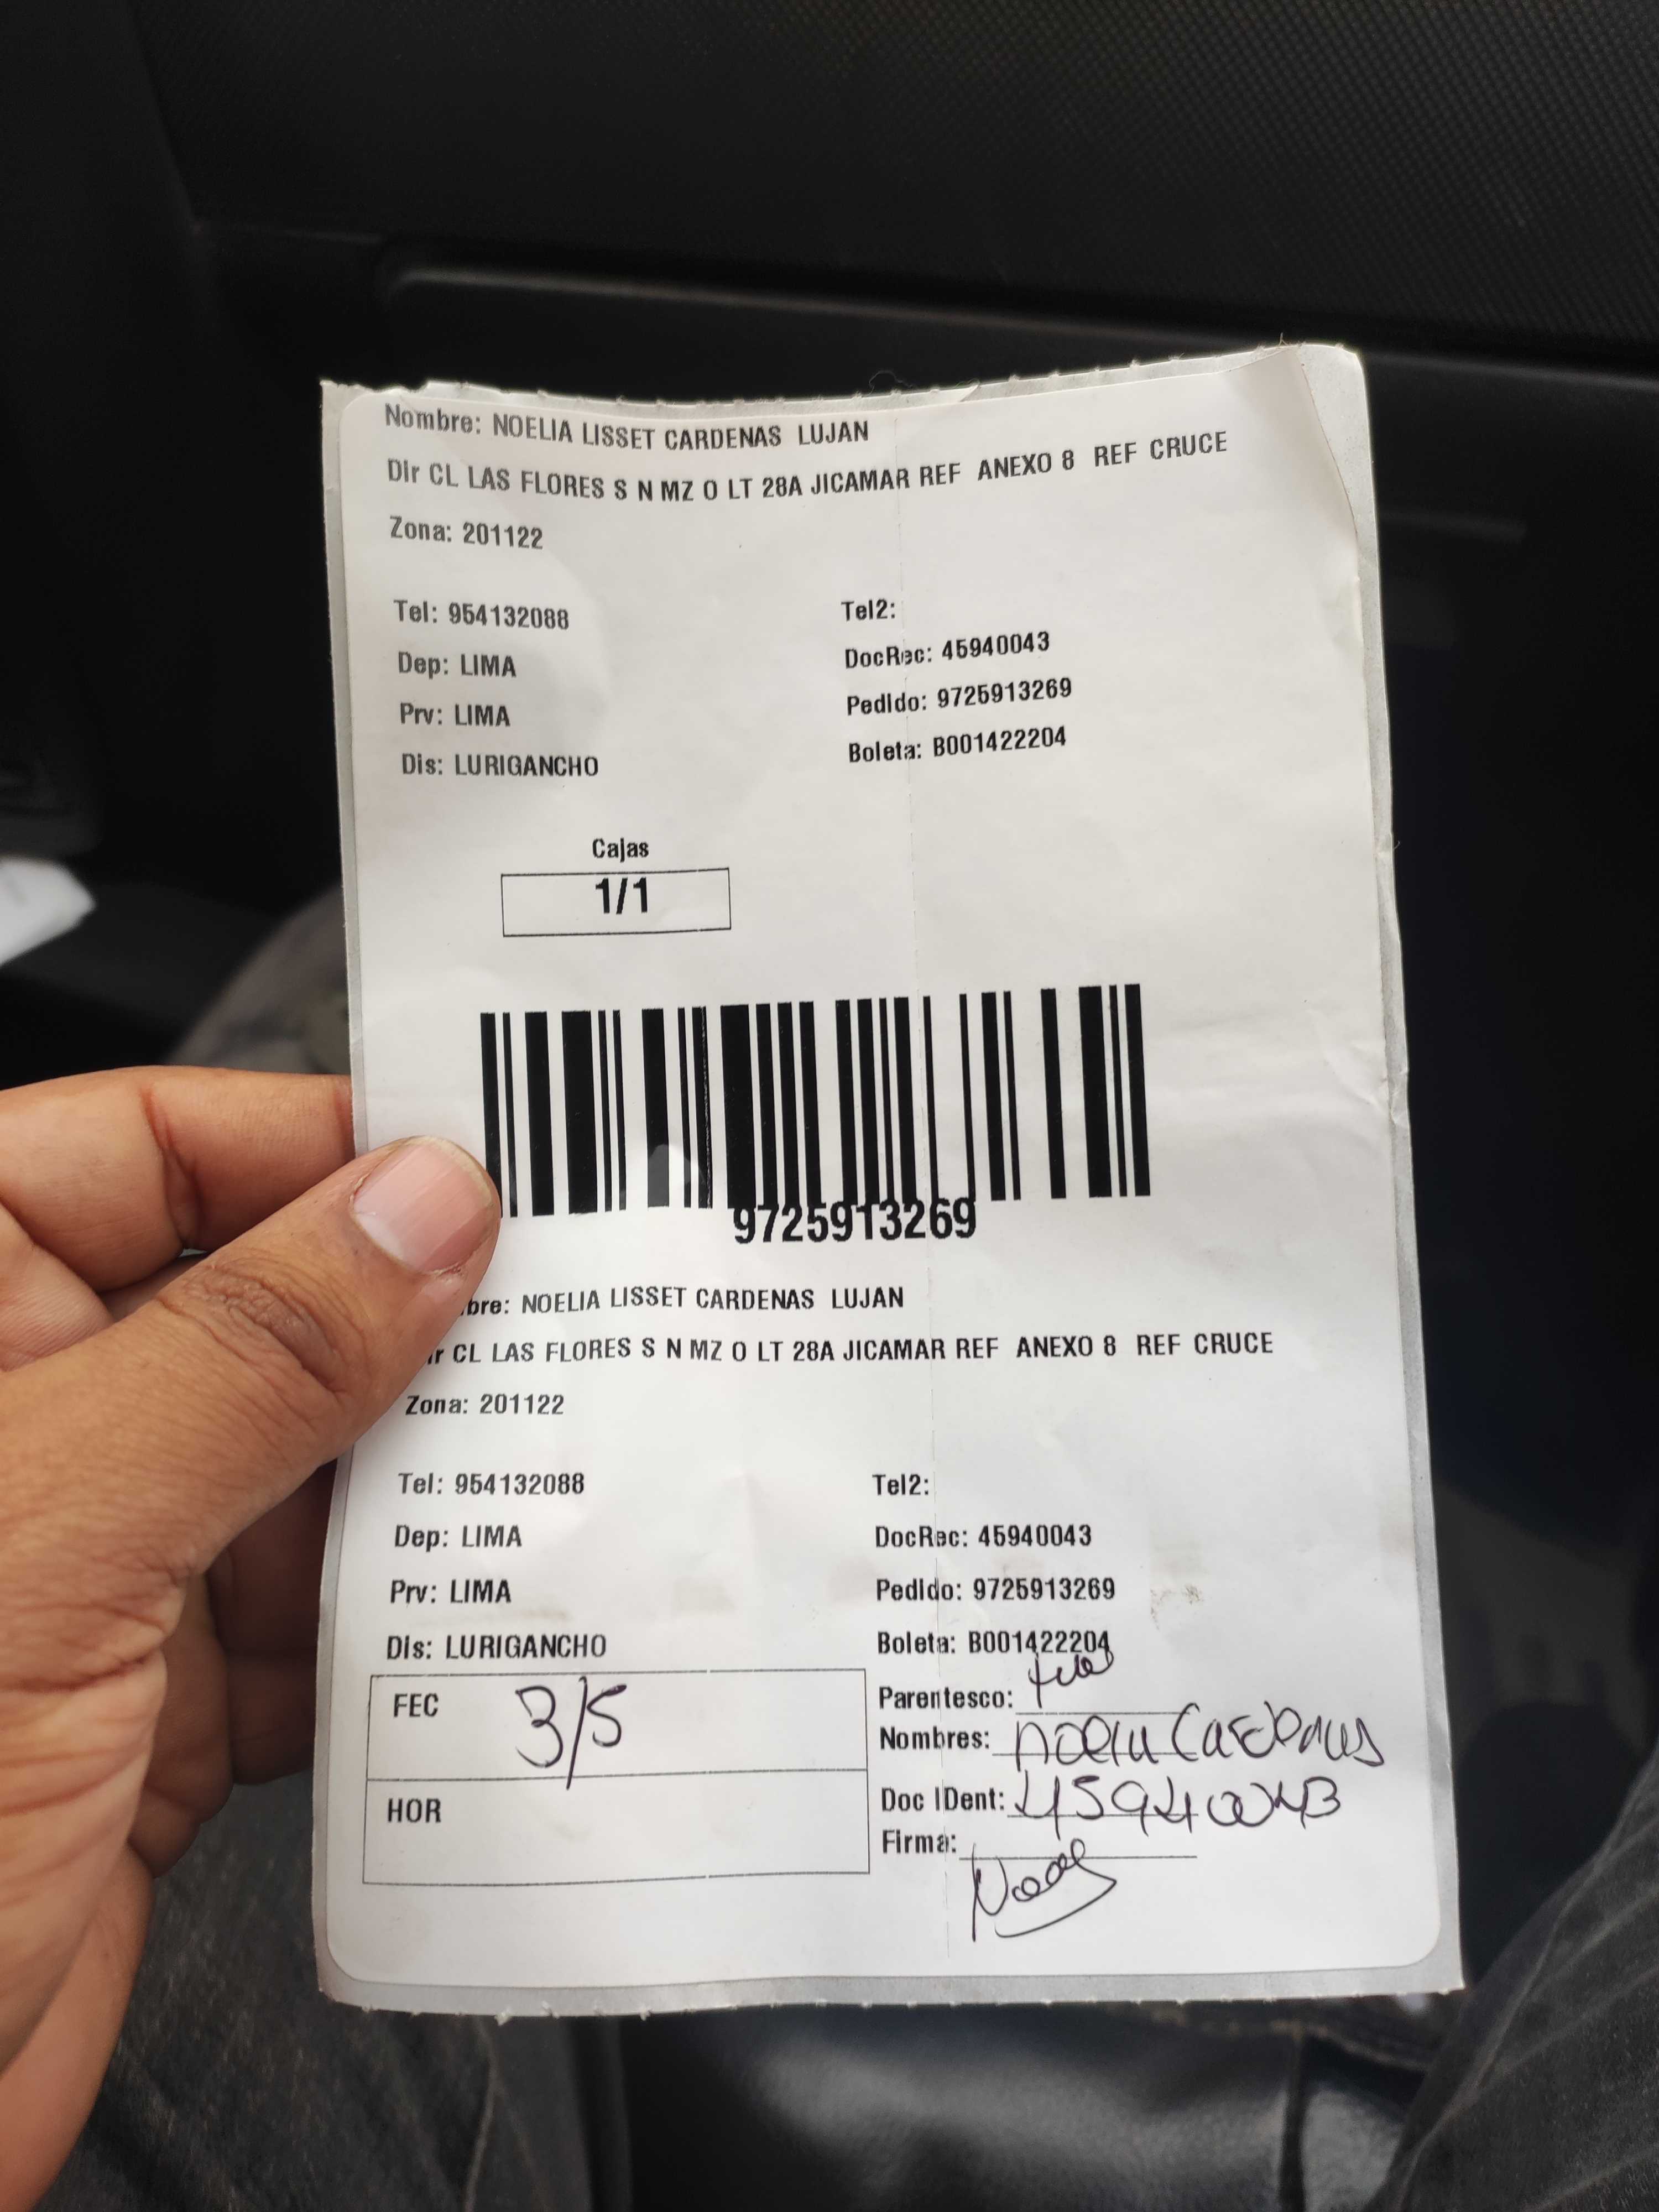 Nombre: NOELIA LISSET CARDENAS LUJAN
Dir CL LAS FLORES S N MZ O LT 28A JICAMAR REF ANEXO 8 REF CRUCE
Zona: 201122
Tel: 954132088 Tel2:
Dep: LIMA DocRec: 45940043
Prv: LIMA Pedido: 9725913269
Dis: LURIGANCHO Boleta: B001422204
Cajas
1/1
9725913269
bre: NOELIA LISSET CARDENAS LUJAN
r CL LAS FLORES S N MZ O LT 28A JICAMAR REF ANEXO 8 REF CRUCE
Zona: 201122
Tel: 954132088 Tel2:
Dep: LIMA DocRec: 45940043
Prv: LIMA Pedido: 9725913269
Dis: LURIGANCHO Boleta: B001422204
FEC 3/5
HOR
Parentesco:
Nombres: Noelia Cardenas
Doc IDent: 45940043
Firma: